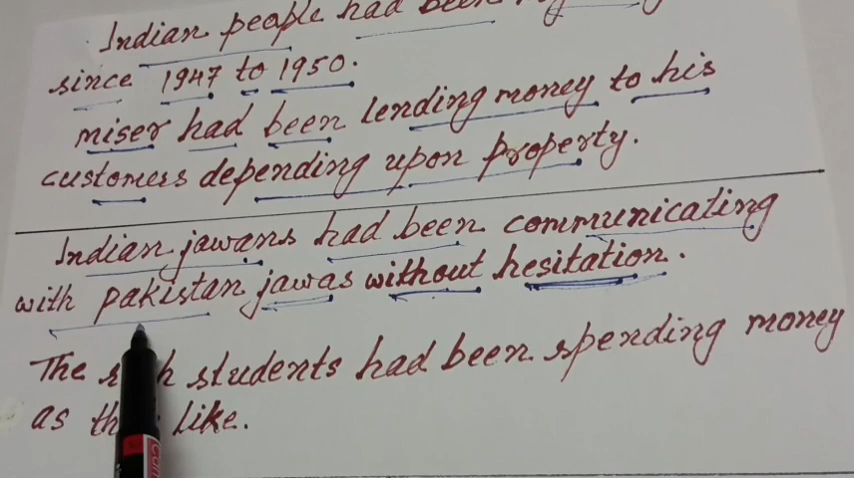 Indian people had been
since 1947 to 1950.
miser had been lending money to his
customers depending upon property.
Indian jawans had been communicating
with pakistan jawas without hesitation.
The students had been spending money
as like.